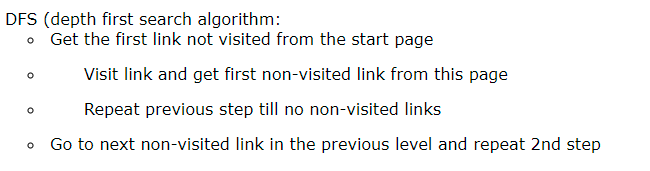 DFS (depth first search algorithm:
Get the first link not visited from the start page
Visit link and get first non-visited link from this page
Repeat previous step till no non-visited links
Go to next non-visited link in the previous level and repeat 2nd step